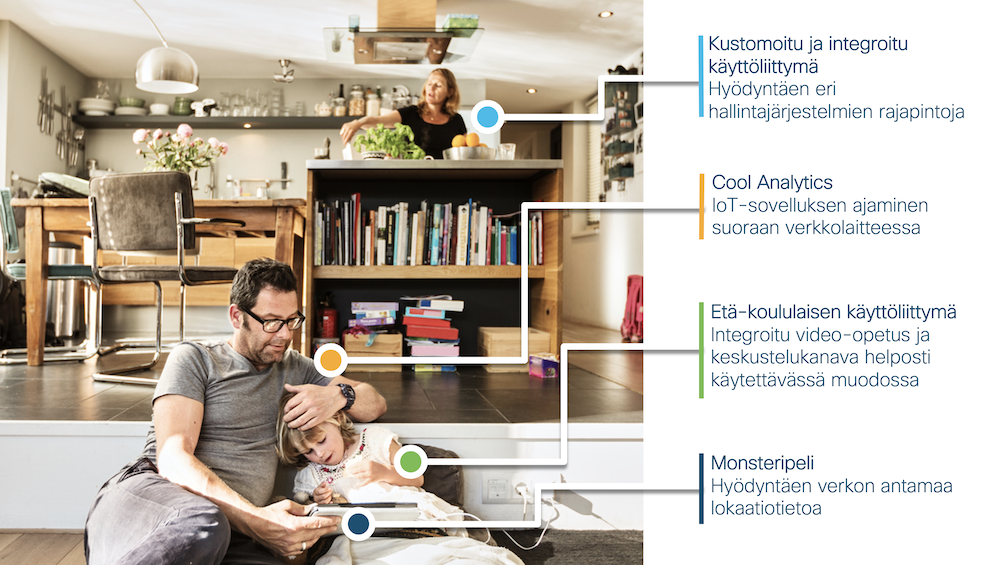 Kustomoitu ja integroitu
käyttöliittymä
Hyödyntäen eri
hallintajärjestelmien rajapintoja
Cool Analytics
IoT-sovelluksen ajaminen
suoraan verkkolaitteessa
Etä-koululaisen käyttöliittymä
Integroitu video-opetus ja
keskustelukanava helposti
käytettävässä muodossa
Monsteripeli
Hyödyntäen verkon antamaa
lokaatiotietoa